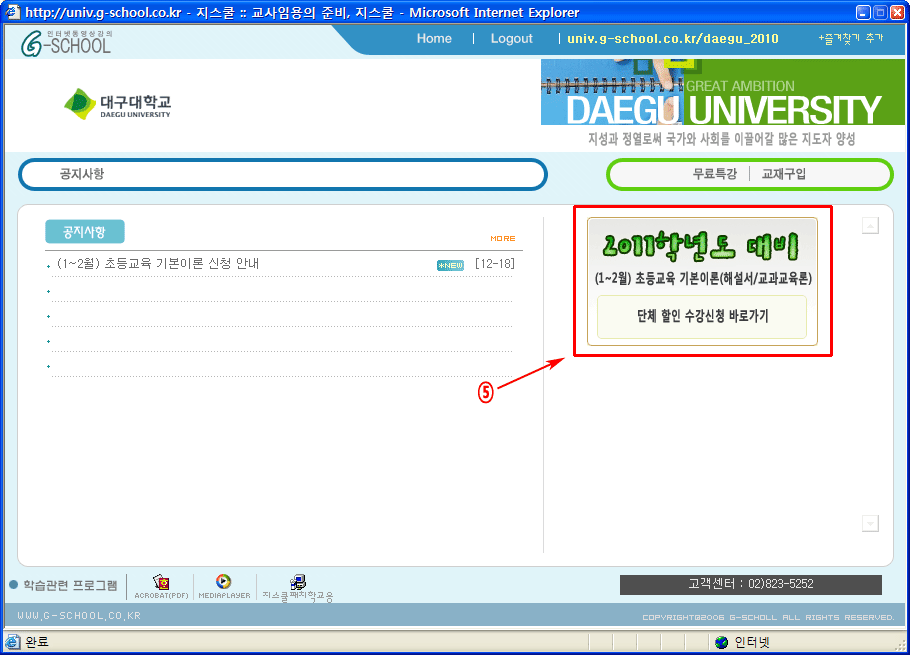 http://univ.g-school.co.kr - 지스쿨 :: 교사임용의 준비, 지스쿨 - Microsoft Internet Explorer
인터넷동영상강의
G-SCHOOL
Home | Logout | univ.g-school.co.kr/daegu_2010 +즐겨찾기 추가
대구대학교
DAEGU UNIVERSITY
GREAT AMBITION
DAEGU UNIVERSITY
지성과 정열로써 국가와 사회를 이끌어갈 많은 지도자 양성
공지사항
무료특강 | 교재구입
공지사항
MORE
(1~2월) 초등교육 기본이론 신청 안내 *NEW [12-18]
2011학년도 대비
(1~2월) 초등교육 기본이론(해설서/교과교육론)
단체 할인 수강신청 바로가기
⑤
학습관련 프로그램
ACROBAT(PDF)
MEDIAPLAYER
지스쿨패치학교용
고객센터 : 02)823-5252
WWW.G-SCHOOL.CO.KR
COPYRIGHT@2006 G-SCHOLL ALL RIGHTS RESERVED.
완료
인터넷